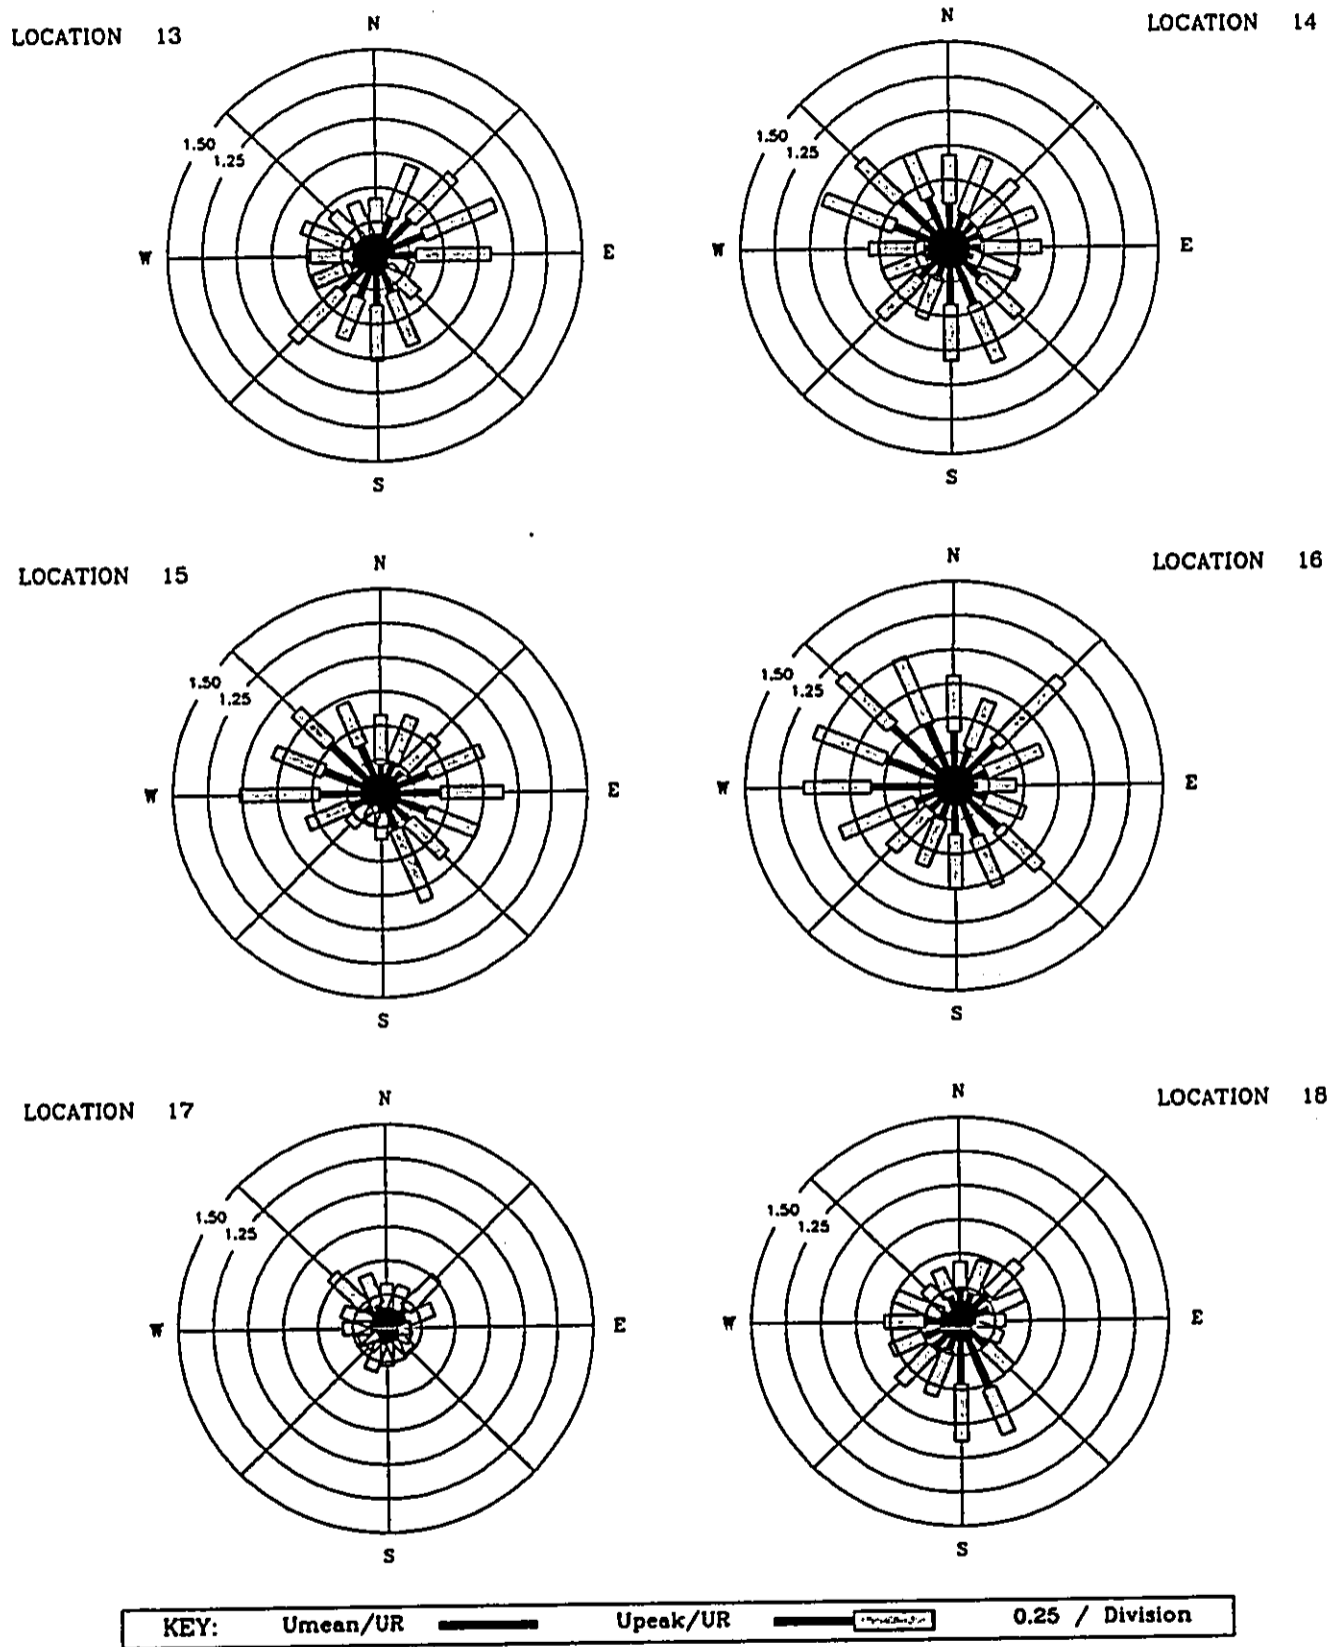 LOCATION 13
N
1.50
1.25
W
E
S
LOCATION 14
N
1.50
1.25
W
E
S
LOCATION 15
N
1.50
1.25
W
E
S
LOCATION 16
N
1.50
1.25
W
E
S
LOCATION 17
N
1.50
1.25
W
E
S
LOCATION 18
N
1.50
1.25
W
E
S
KEY: Umean/UR Upeak/UR 0.25 / Division